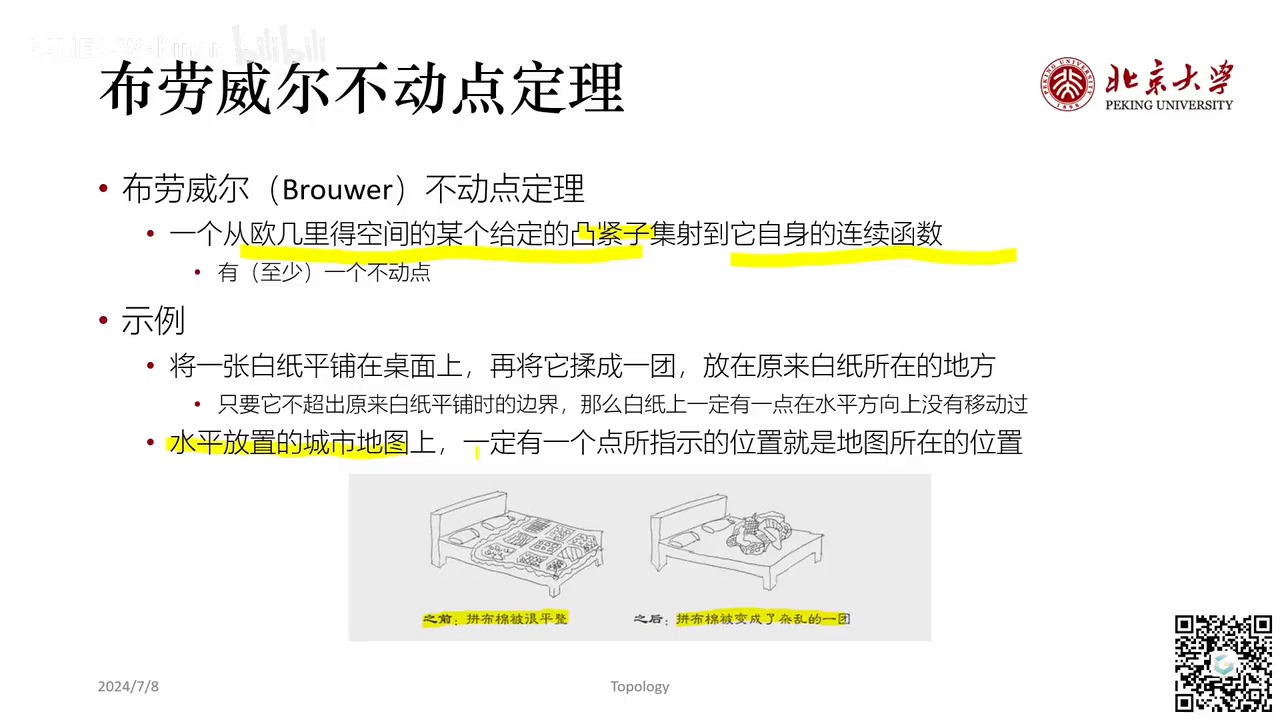 bilibili
布劳威尔不动点定理
北京大学
PEKING UNIVERSITY
• 布劳威尔（Brouwer）不动点定理
• 一个从欧几里得空间的某个给定的凸紧子集射到它自身的连续函数
• 有（至少）一个不动点
• 示例
• 将一张白纸平铺在桌面上，再将它揉成一团，放在原来白纸所在的地方
• 只要它不超出原来白纸平铺时的边界，那么白纸上一定有一点在水平方向上没有移动过
• 水平放置的城市地图上，一定有一个点所指示的位置就是地图所在的位置
之前：拼布棉被很平整
之后：拼布棉被变成了杂乱的一团
2024/7/8
Topology